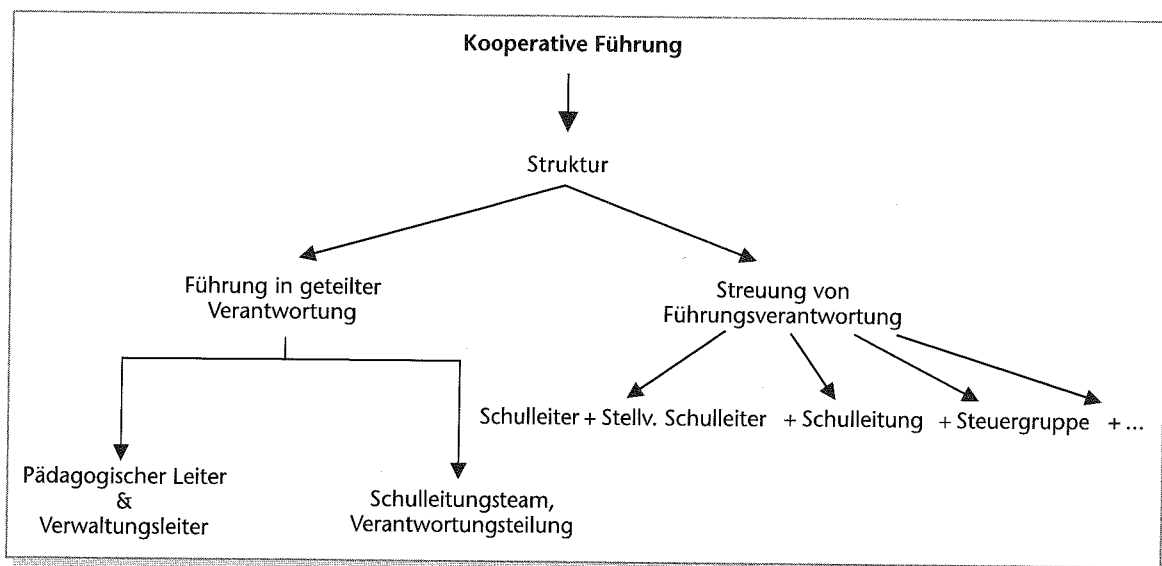 Kooperative Führung
Struktur
Führung in geteilter
Verantwortung
Streuung von
Führungsverantwortung
Schulleiter + Stellv. Schulleiter + Schulleitung + Steuergruppe + ...
Pädagogischer Leiter
&
Verwaltungsleiter
Schulleitungsteam,
Verantwortungsteilung